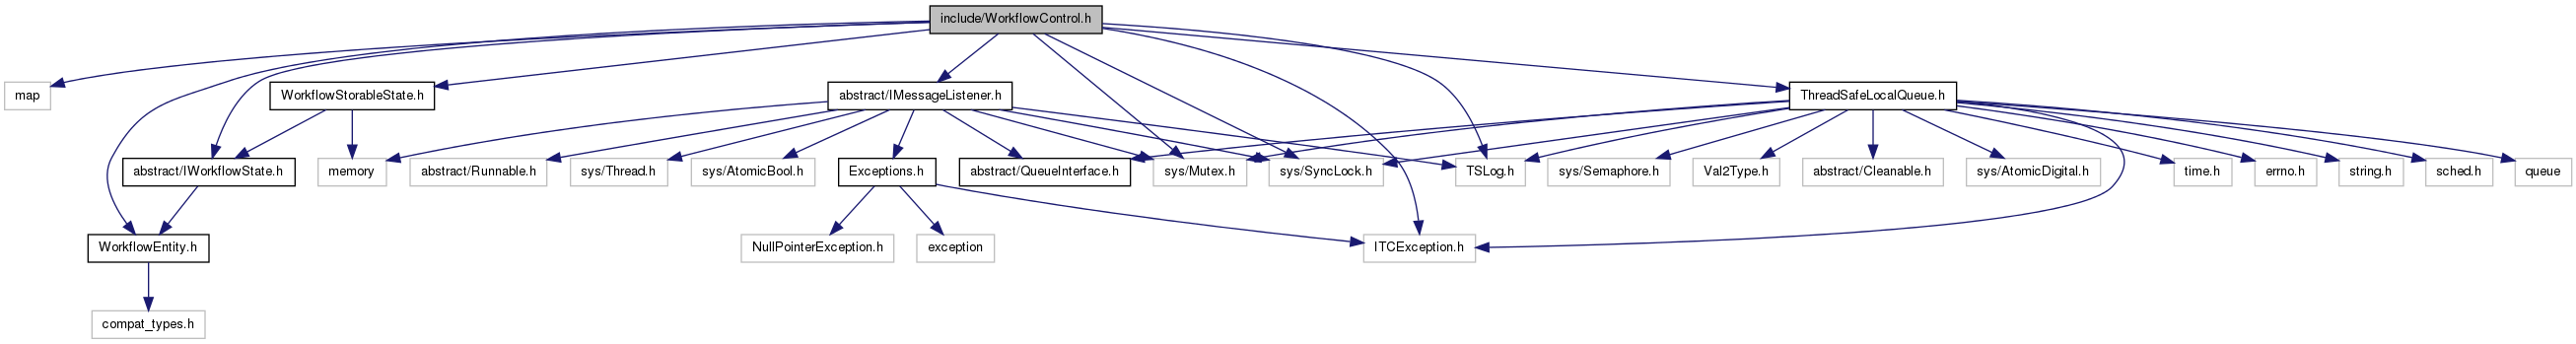 include/WorkflowControl.h
map
WorkflowStorableState.h
abstract/IMessageListener.h
ThreadSafeLocalQueue.h
abstract/IWorkflowState.h
memory
abstract/Runnable.h
sys/Thread.h
sys/AtomicBool.h
Exceptions.h
abstract/QueueInterface.h
sys/Mutex.h
sys/SyncLock.h
TSLog.h
sys/Semaphore.h
Val2Type.h
abstract/Cleanable.h
sys/AtomicDigital.h
time.h
errno.h
string.h
sched.h
queue
WorkflowEntity.h
NullPointerException.h
exception
ITCException.h
compat_types.h